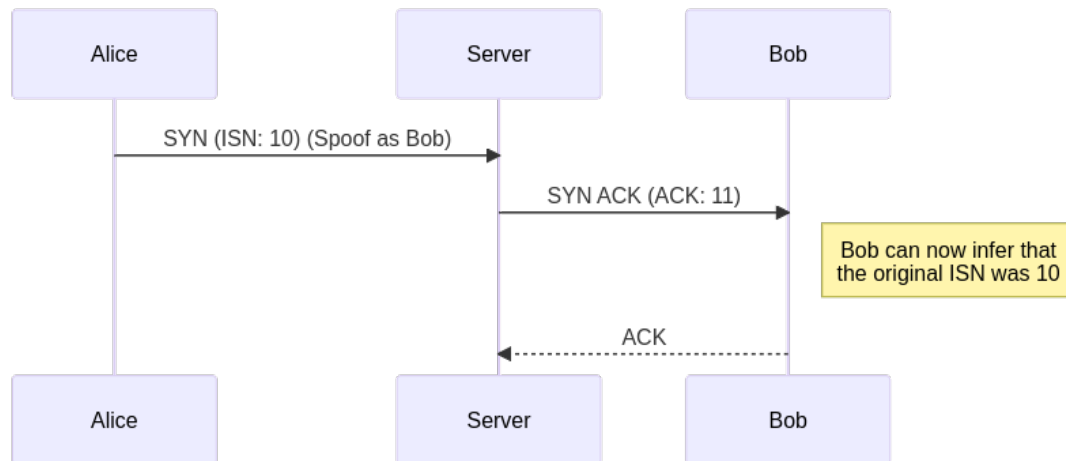 Alice Server Bob
SYN (ISN: 10) (Spoof as Bob)
SYN ACK (ACK: 11)
Bob can now infer that
the original ISN was 10
ACK
Alice Server Bob